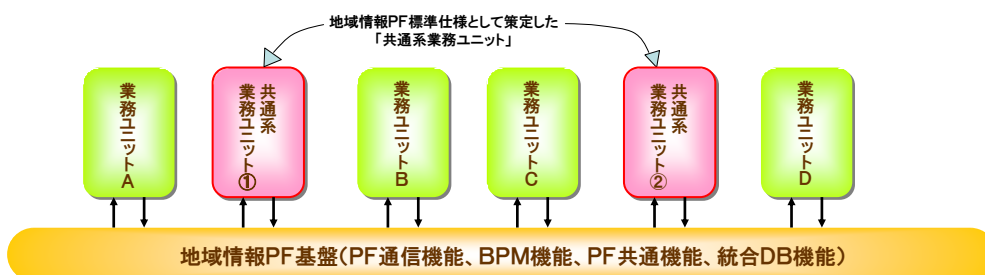 地域情報PF標準仕様として策定した
「共通系業務ユニット」
業務ユニットA
共通系
業務ユニット①
業務ユニットB
業務ユニットC
共通系
業務ユニット②
業務ユニットD
地域情報PF基盤(PF通信機能、BPM機能、PF共通機能、統合DB機能)